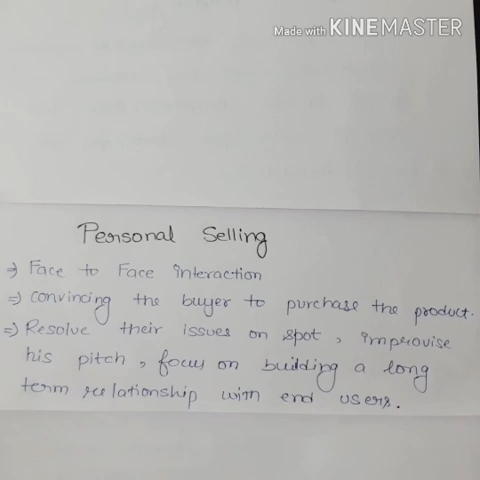 Made with KINEMASTER
Personal Selling
⇒ Face to Face interaction
⇒ convincing the buyer to purchase the product.
⇒ Resolve their issues on spot, improvise
his pitch, focus on building a long
term relationship with end users.